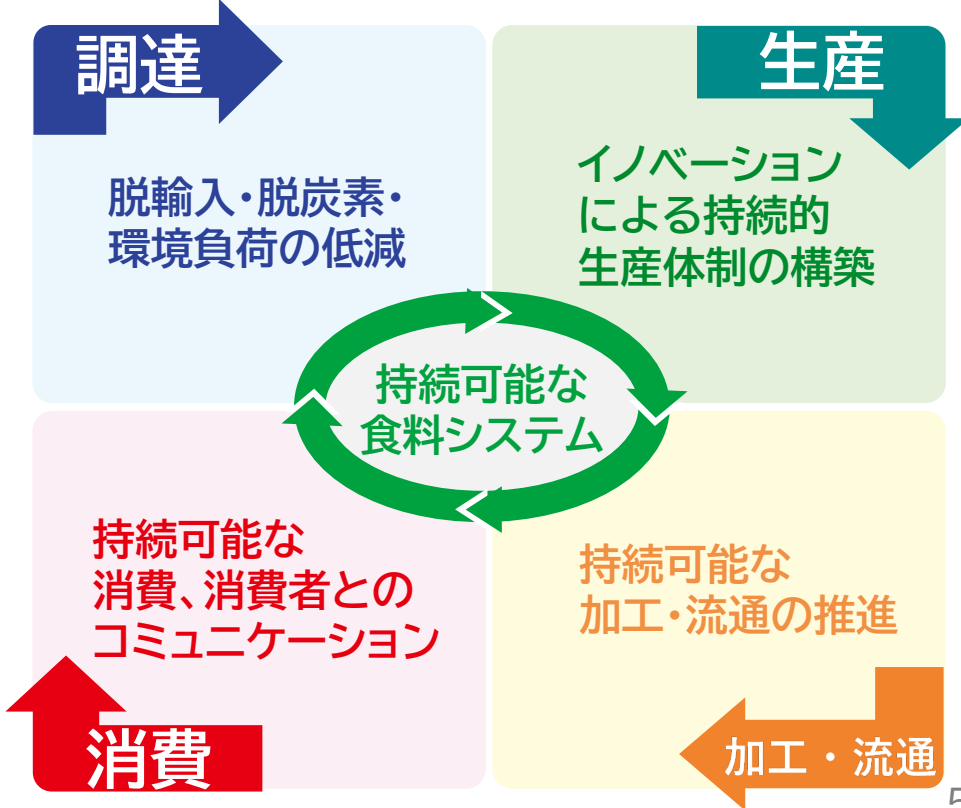 調達
脱輸入・脱炭素・
環境負荷の低減
生産
イノベーション
による持続的
生産体制の構築
持続可能な
食料システム
持続可能な
消費、消費者との
コミュニケーション
消費
持続可能な
加工・流通の推進
加工・流通